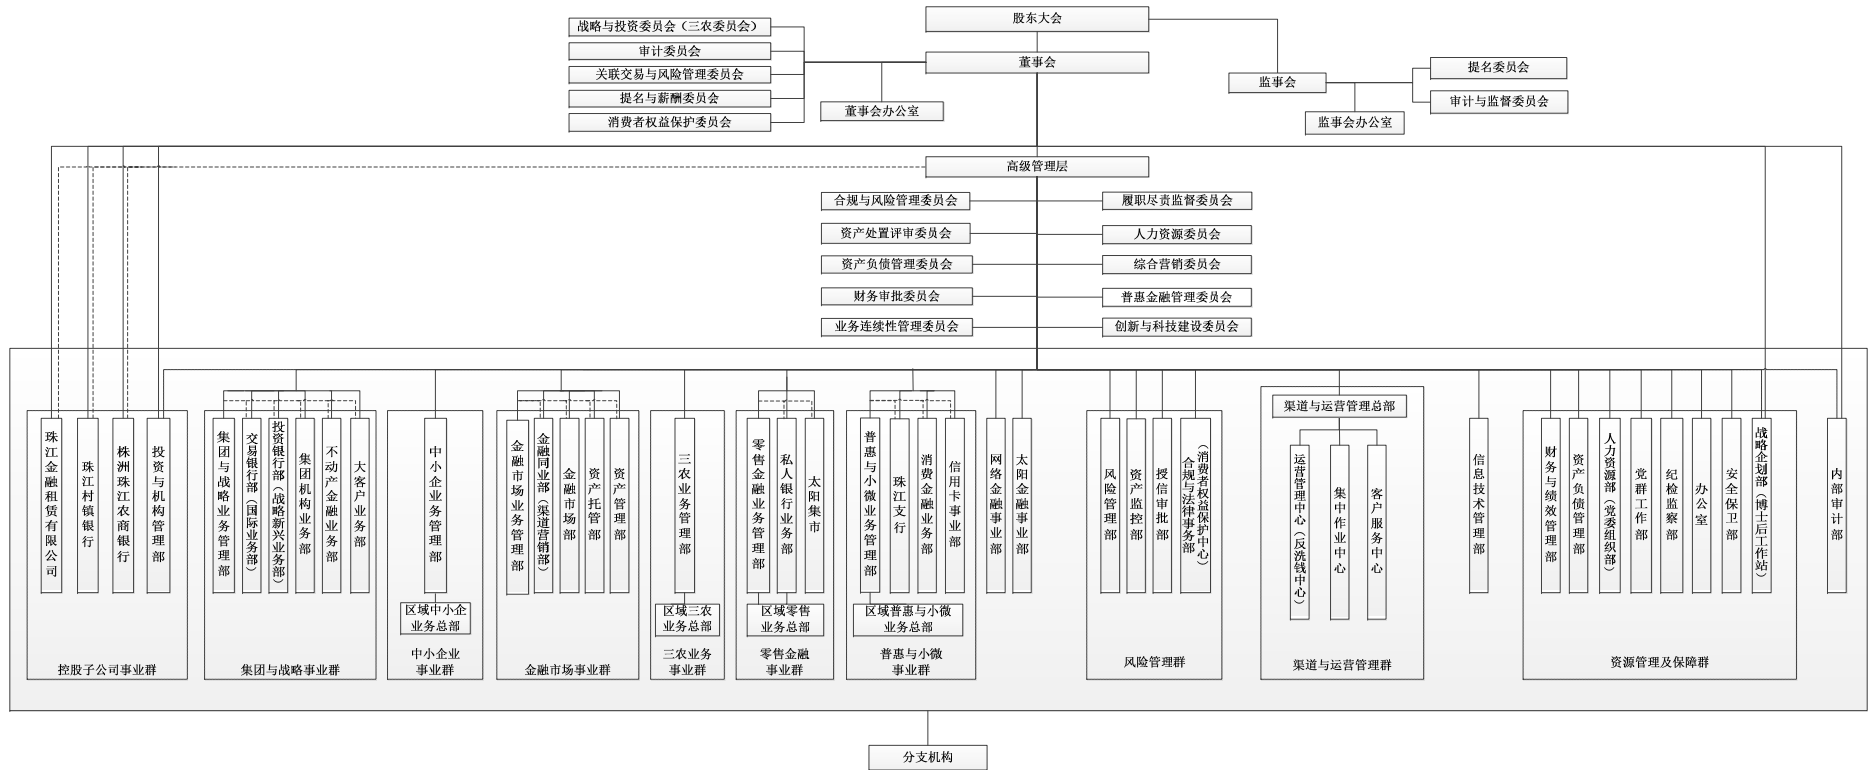 股东大会
战略与投资委员会（三农委员会）
审计委员会
关联交易与风险管理委员会
提名与薪酬委员会
消费者权益保护委员会
董事会
董事会办公室
监事会
监事会办公室
提名委员会
审计与监督委员会
高级管理层
合规与风险管理委员会
履职尽责监督委员会
资产处置评审委员会
人力资源委员会
资产负债管理委员会
综合营销委员会
财务审批委员会
普惠金融管理委员会
业务连续性管理委员会
创新与科技建设委员会
珠江金融租赁有限公司
珠江村镇银行
株洲珠江农商银行
投资与机构管理部
控股子公司事业群
集团与战略业务管理部
交易银行部（国际业务部）
投资银行部（战略新兴业务部）
集团机构业务部
不动产金融业务部
大客户业务部
集团与战略事业群
中小企业务管理部
区域中小企
业务总部
中小企业
事业群
金融市场业务管理部
金融同业部（渠道营销部）
金融市场部
资产托管部
资产管理部
金融市场事业群
三农业务管理部
区域三农
业务总部
三农业务
事业群
零售金融业务管理部
私人银行业务部
太阳集市
区域零售
业务总部
零售金融
事业群
普惠与小微业务管理部
珠江支行
消费金融业务部
信用卡事业部
区域普惠与小微
业务总部
普惠与小微
事业群
网络金融事业部
太阳金融事业部
风险管理部
资产监控部
授信审批部
合规与法律事务部
（消费者权益保护中心）
风险管理群
渠道与运营管理总部
运营管理中心（反洗钱中心）
集中作业中心
客户服务中心
渠道与运营管理群
信息技术管理部
财务与绩效管理部
资产负债管理部
人力资源部（党委组织部）
党群工作部
纪检监察部
办公室
安全保卫部
战略企划部（博士后工作站）
资源管理及保障群
内部审计部
分支机构